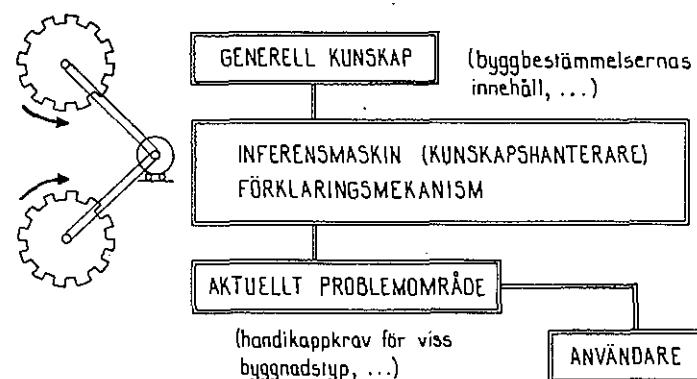 GENERELL KUNSKAP
(byggbestämmelsernas
innehåll, ...)
INFERENSMASKIN (KUNSKAPSHANTERARE)
FÖRKLARINGSMEKANISM
AKTUELLT PROBLEMOMRÅDE
(handikappkrav för viss
byggnadstyp, ...)
ANVÄNDARE